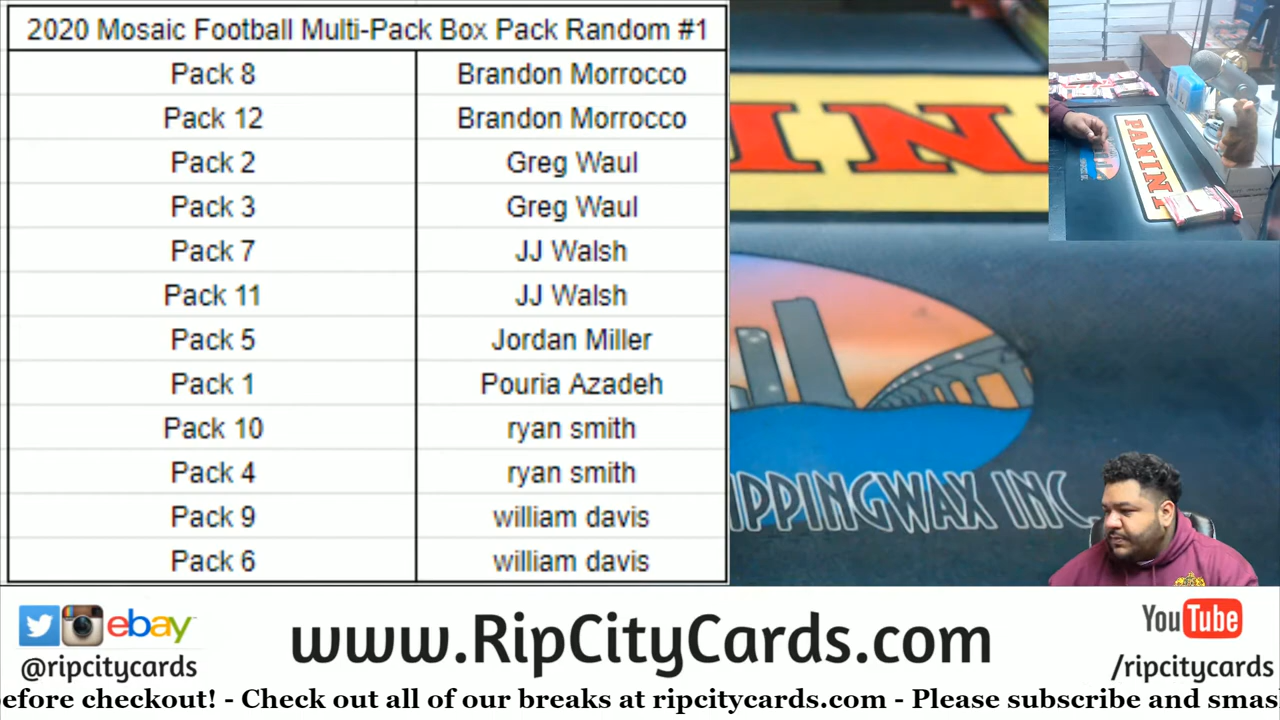 2020 Mosaic Football Multi-Pack Box Pack Random #1
Pack 8 Brandon Morrocco
Pack 12 Brandon Morrocco
Pack 2 Greg Waul
Pack 3 Greg Waul
Pack 7 JJ Walsh
Pack 11 JJ Walsh
Pack 5 Jordan Miller
Pack 1 Pouria Azadeh
Pack 10 ryan smith
Pack 4 ryan smith
Pack 9 william davis
Pack 6 william davis
INI
PANINI
IPPINGWAX INC.
ebay
@ripcitycards
www.RipCityCards.com
YouTube
/ripcitycards
efore checkout! - Check out all of our breaks at ripcitycards.com - Please subscribe and smas